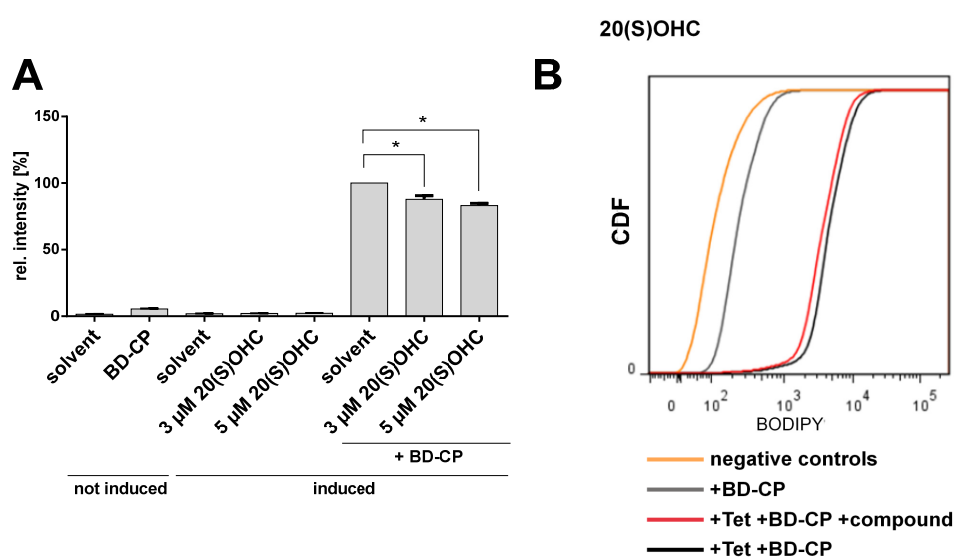 20(S)OHC
A
B
rel. intensity [%]
150
100
50
0
solvent
BD-CP
solvent
3 µM 20(S)OHC
5 µM 20(S)OHC
solvent
3 µM 20(S)OHC
5 µM 20(S)OHC
*
*
+ BD-CP
not induced
induced
CDF
0
0
10²
10³
10⁴
10⁵
BODIPY
negative controls
+BD-CP
+Tet +BD-CP +compound
+Tet +BD-CP